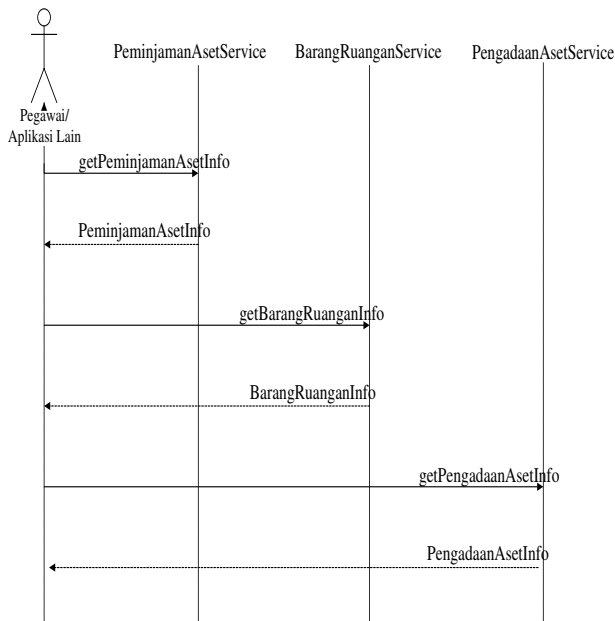 PeminjamanAsetService
BarangRuanganService
PengadaanAsetService
Pegawai/
Aplikasi Lain
getPeminjamanAsetInfo
PeminjamanAsetInfo
getBarangRuanganInfo
BarangRuanganInfo
getPengadaanAsetInfo
PengadaanAsetInfo